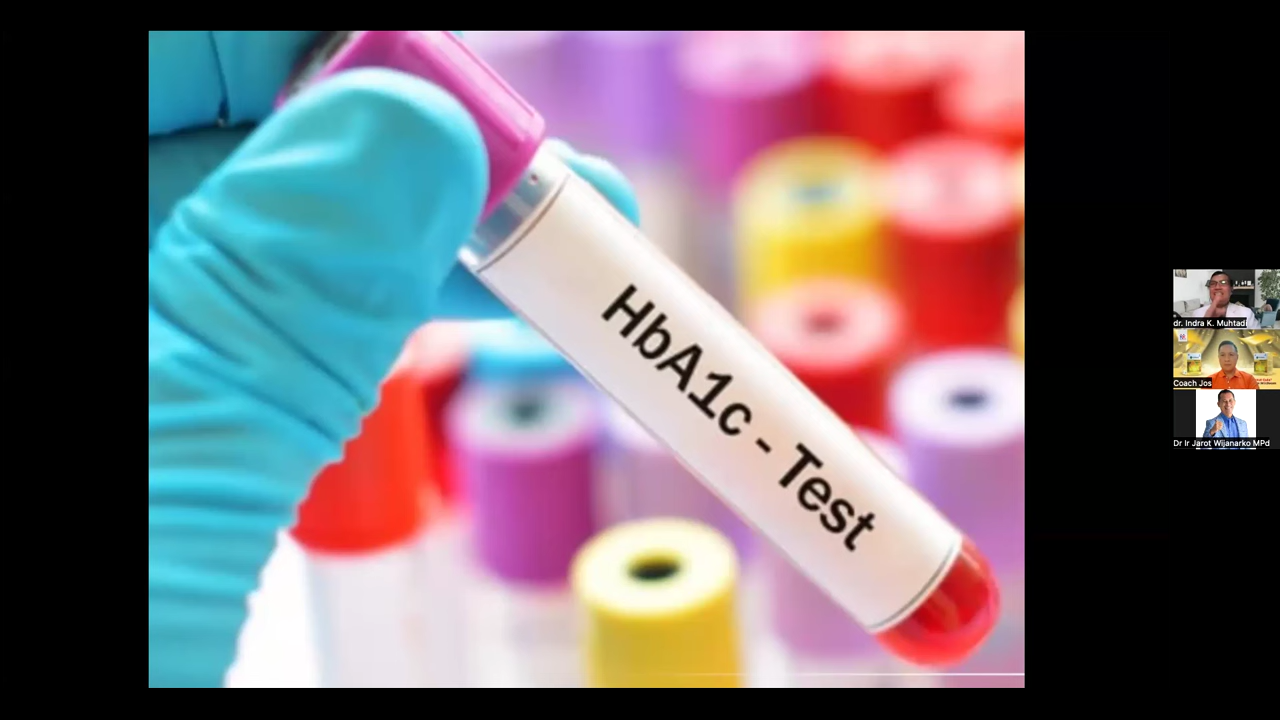 HbA1c - Test
dr. Indra K. Muhtadi
Coach Jos
Dr Ir Jarot Wijanarko MPd